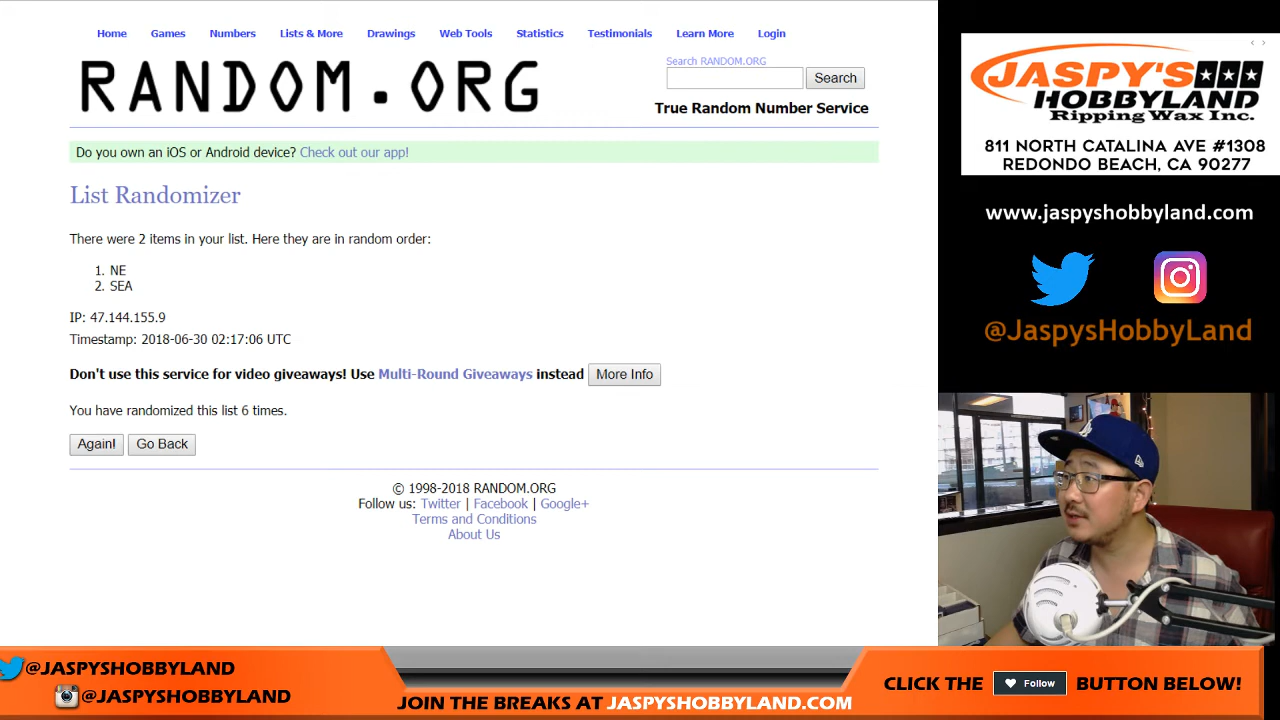 Home Games Numbers Lists & More Drawings Web Tools Statistics Testimonials Learn More Login
RANDOM.ORG
Search RANDOM.ORG
Search
True Random Number Service
Do you own an iOS or Android device? Check out our app!
List Randomizer
There were 2 items in your list. Here they are in random order:
1. NE
2. SEA
IP: 47.144.155.9
Timestamp: 2018-06-30 02:17:06 UTC
Don't use this service for video giveaways! Use Multi-Round Giveaways instead More Info
You have randomized this list 6 times.
Again! Go Back
© 1998-2018 RANDOM.ORG
Follow us: Twitter | Facebook | Google+
Terms and Conditions
About Us
JASPY'S
HOBBYLAND
Ripping Wax Inc.
811 NORTH CATALINA AVE #1308
REDONDO BEACH, CA 90277
www.jaspyshobbyland.com
@JaspysHobbyLand
@JASPYSHOBBYLAND
@JASPYSHOBBYLAND
JOIN THE BREAKS AT JASPYSHOBBYLAND.COM
CLICK THE Follow BUTTON BELOW!